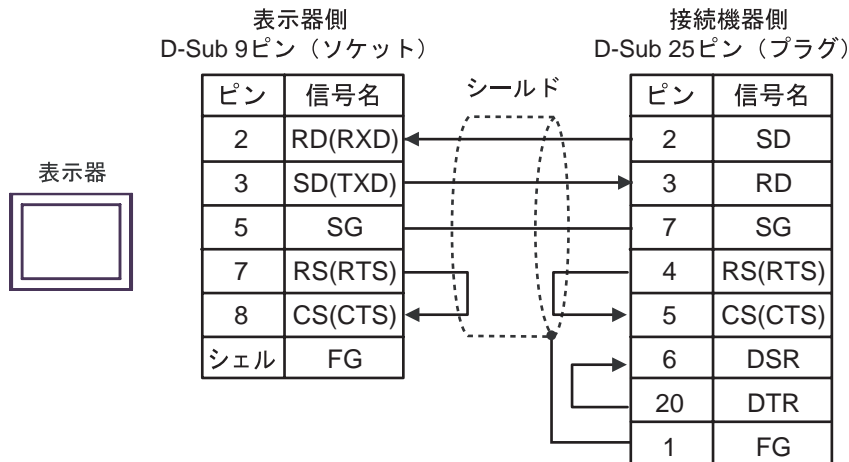 表示器側
D-Sub 9ピン（ソケット）
接続機器側
D-Sub 25ピン（プラグ）
表示器
シールド
ピン 信号名
2 RD(RXD)
3 SD(TXD)
5 SG
7 RS(RTS)
8 CS(CTS)
シェル FG
ピン 信号名
2 SD
3 RD
7 SG
4 RS(RTS)
5 CS(CTS)
6 DSR
20 DTR
1 FG